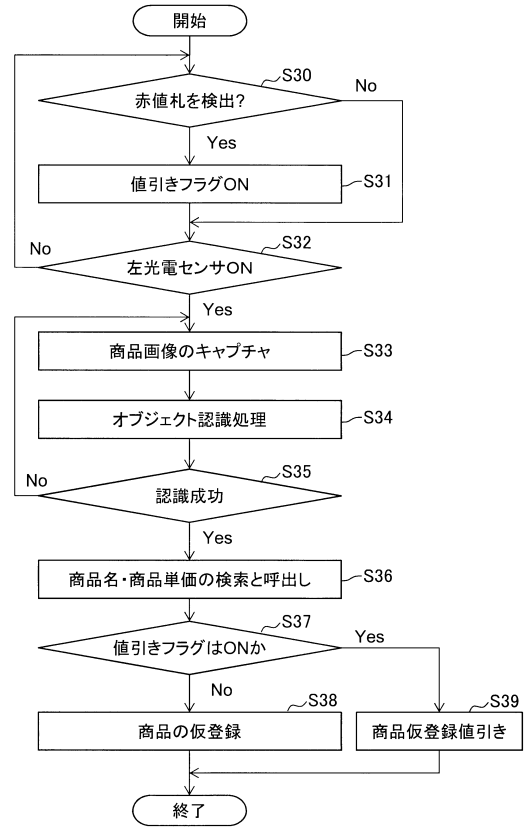 開始
S30
赤値札を検出?
No
Yes
値引きフラグON
S31
S32
No
左光電センサON
Yes
商品画像のキャプチャ
S33
オブジェクト認識処理
S34
S35
No
認識成功
Yes
商品名・商品単価の検索と呼出し
S36
S37
値引きフラグはONか
Yes
No
S38
S39
商品の仮登録
商品仮登録値引き
終了